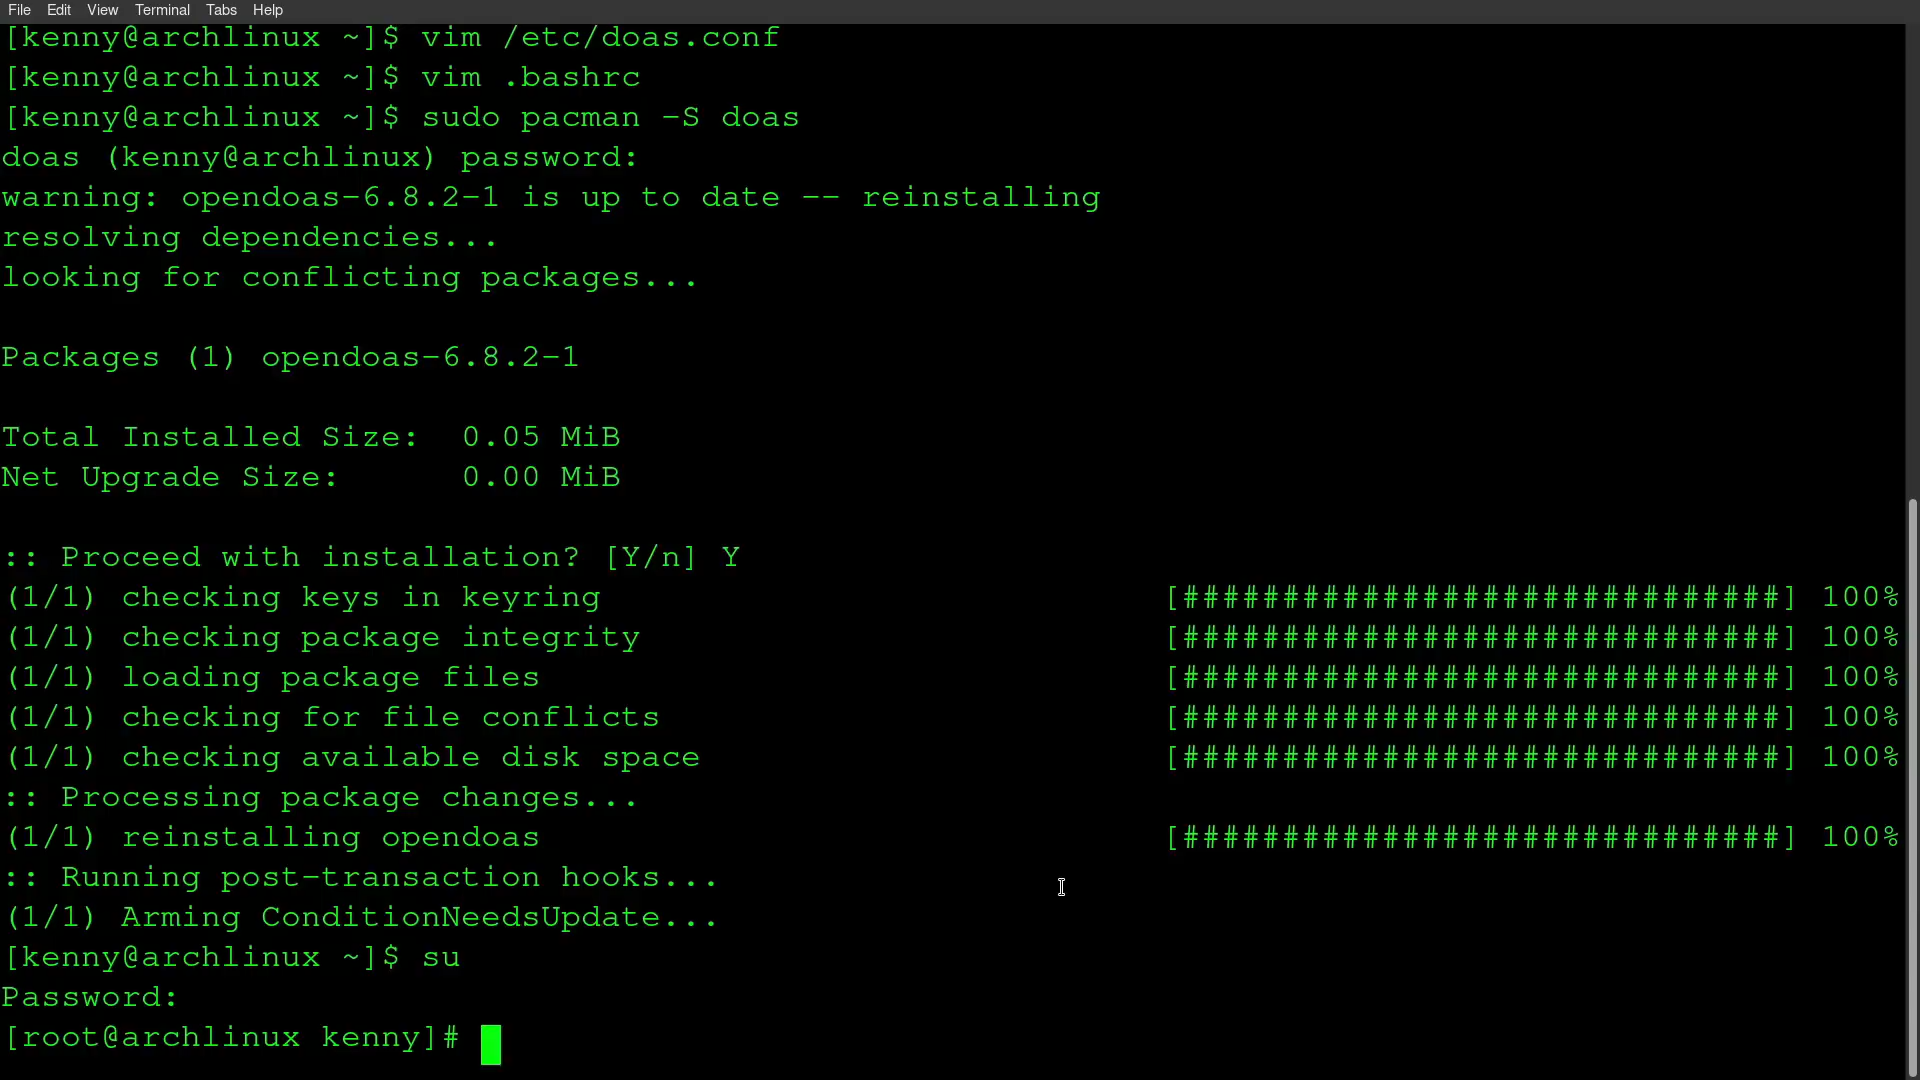 File Edit View Terminal Tabs Help
[kenny@archlinux ~]$ vim /etc/doas.conf
[kenny@archlinux ~]$ vim .bashrc
[kenny@archlinux ~]$ sudo pacman -S doas
doas (kenny@archlinux) password:
warning: opendoas-6.8.2-1 is up to date -- reinstalling
resolving dependencies...
looking for conflicting packages...
Packages (1) opendoas-6.8.2-1
Total Installed Size:  0.05 MiB
Net Upgrade Size:      0.00 MiB
:: Proceed with installation? [Y/n] Y
(1/1) checking keys in keyring [##############################] 100%
(1/1) checking package integrity [##############################] 100%
(1/1) loading package files [##############################] 100%
(1/1) checking for file conflicts [##############################] 100%
(1/1) checking available disk space [##############################] 100%
:: Processing package changes...
(1/1) reinstalling opendoas [##############################] 100%
:: Running post-transaction hooks...
(1/1) Arming ConditionNeedsUpdate...
[kenny@archlinux ~]$ su
Password:
[root@archlinux kenny]#